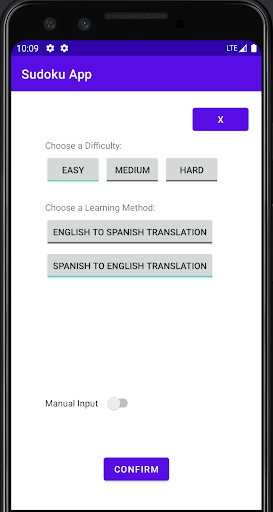 10:09 LTE
Sudoku App
X
Choose a Difficulty:
EASY MEDIUM HARD
Choose a Learning Method:
ENGLISH TO SPANISH TRANSLATION
SPANISH TO ENGLISH TRANSLATION
Manual Input
CONFIRM